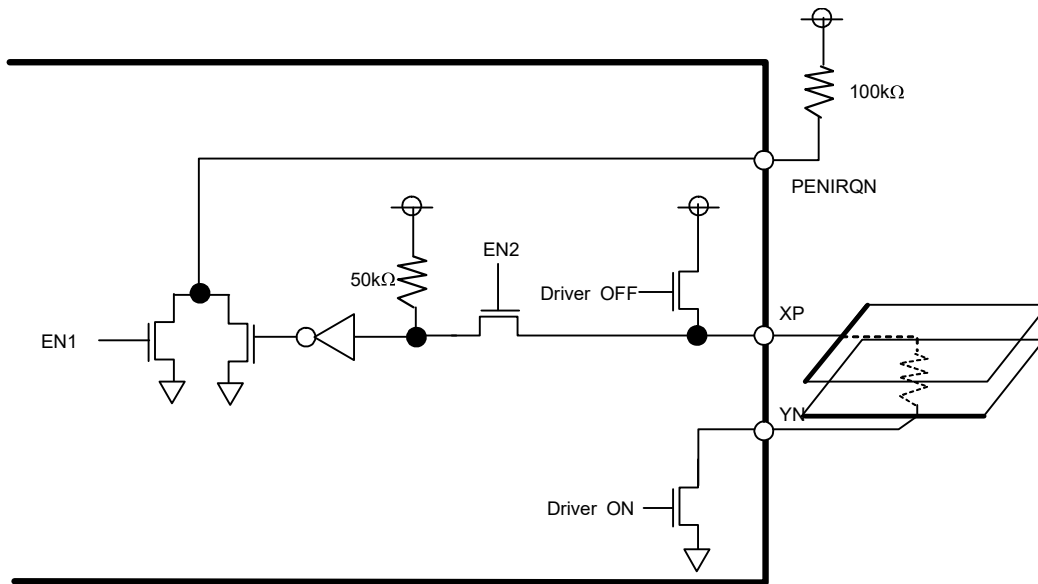 100kΩ
PENIRQN
EN2
50kΩ
Driver OFF
XP
EN1
YN
Driver ON